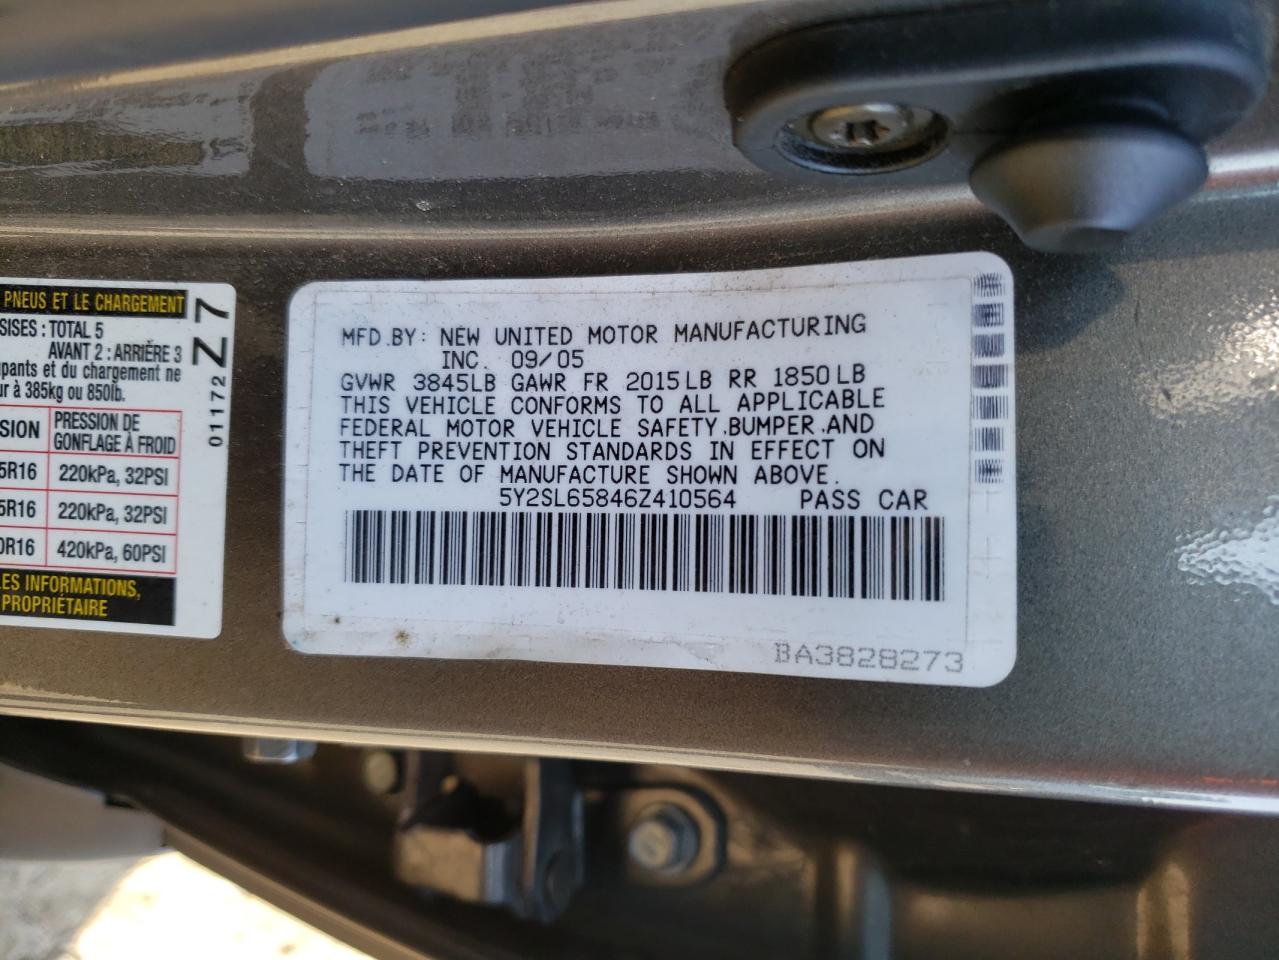 PNEUS ET LE CHARGEMENT
SISES : TOTAL 5
AVANT 2 : ARRIÈRE 3
upants et du chargement ne
ur à 385kg ou 850lb.
SION
PRESSION DE
GONFLAGE À FROID
5R16 220kPa, 32PSI
5R16 220kPa, 32PSI
0R16 420kPa, 60PSI
LES INFORMATIONS,
PROPRIÉTAIRE
01172 Z7
MFD.BY: NEW UNITED MOTOR MANUFACTURING
INC. 09/05
GVWR 3845LB GAWR FR 2015LB RR 1850LB
THIS VEHICLE CONFORMS TO ALL APPLICABLE
FEDERAL MOTOR VEHICLE SAFETY.BUMPER.AND
THEFT PREVENTION STANDARDS IN EFFECT ON
THE DATE OF MANUFACTURE SHOWN ABOVE.
5Y2SL65846Z410564 PASS CAR
BA3828273